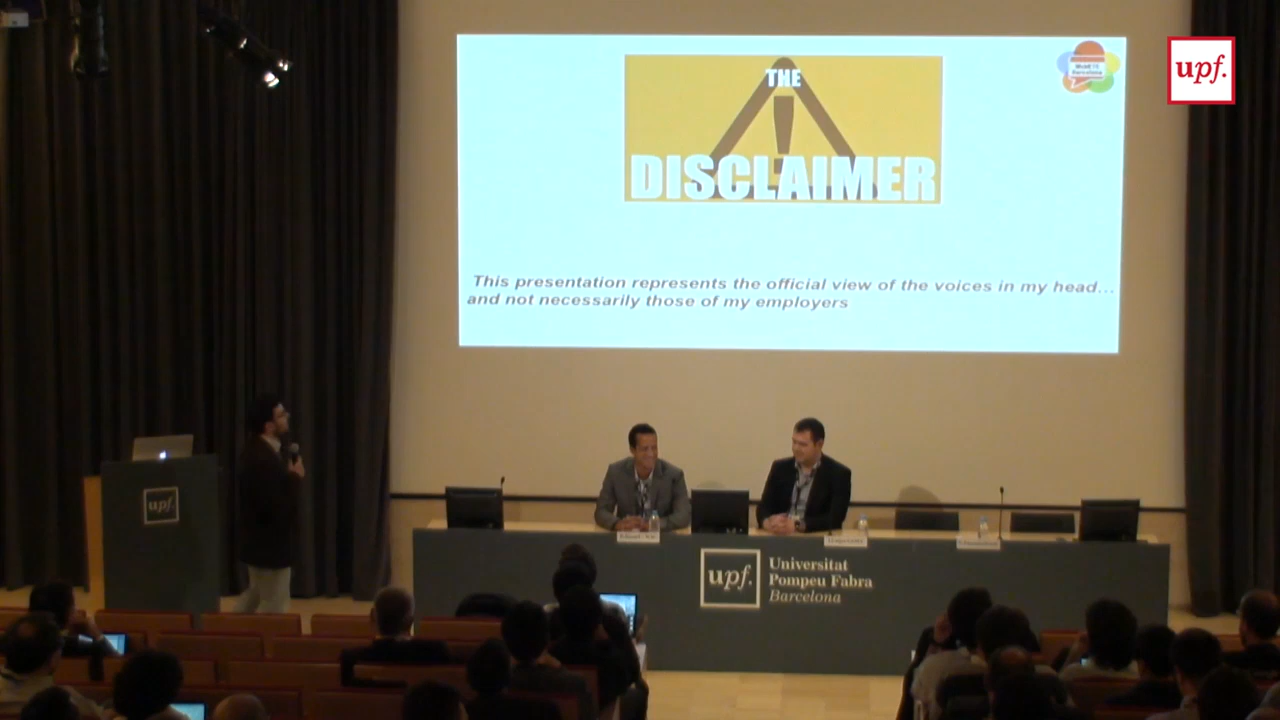 THE
DISCLAIMER
This presentation represents the official view of the voices in my head...
and not necessarily those of my employers
upf.
upf.
upf.
Universitat
Pompeu Fabra
Barcelona